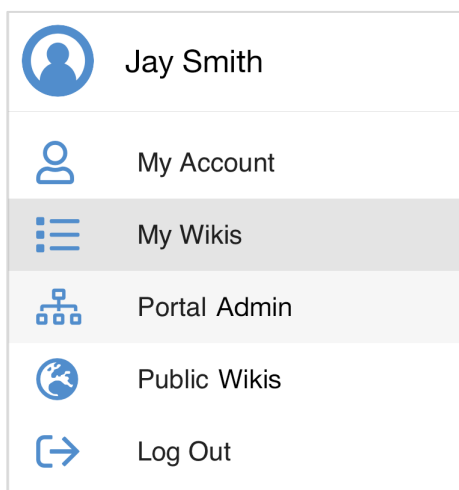 Jay Smith
My Account
My Wikis
Portal Admin
Public Wikis
Log Out